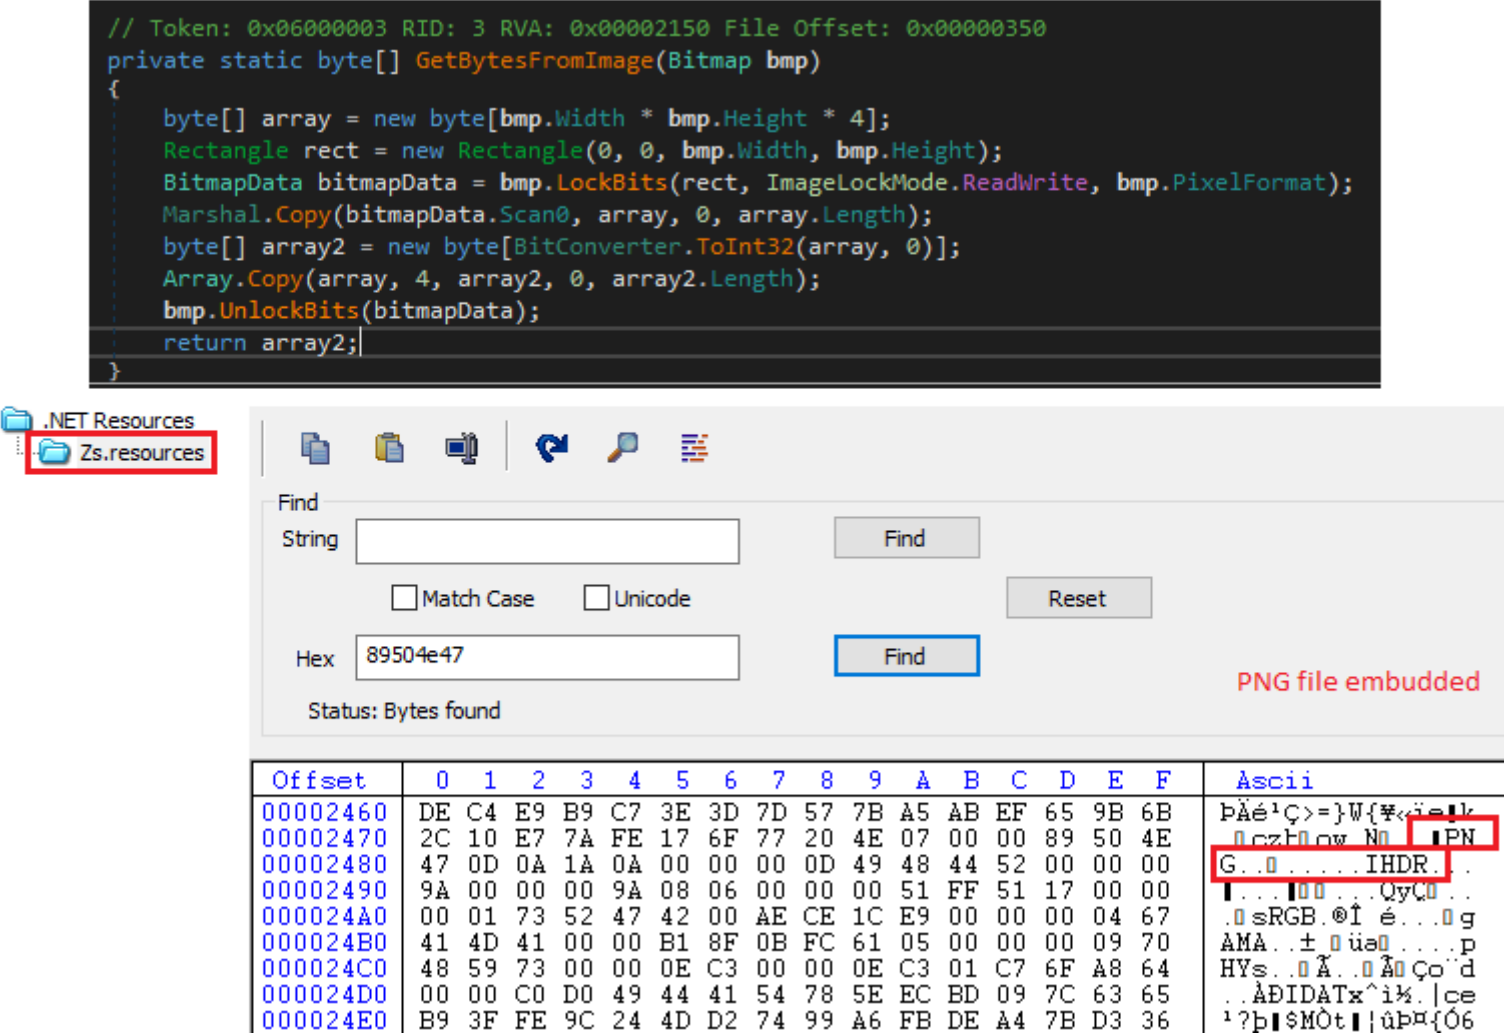 // Token: 0x06000003 RID: 3 RVA: 0x00002150 File Offset: 0x00000350
private static byte[] GetBytesFromImage(Bitmap bmp)
{
byte[] array = new byte[bmp.Width * bmp.Height * 4];
Rectangle rect = new Rectangle(0, 0, bmp.Width, bmp.Height);
BitmapData bitmapData = bmp.LockBits(rect, ImageLockMode.ReadWrite, bmp.PixelFormat);
Marshal.Copy(bitmapData.Scan0, array, 0, array.Length);
byte[] array2 = new byte[BitConverter.ToInt32(array, 0)];
Array.Copy(array, 4, array2, 0, array2.Length);
bmp.UnlockBits(bitmapData);
return array2;
}
.NET Resources
Zs.resources
Find
String
Find
Match Case
Unicode
Reset
Hex
89504e47
Find
PNG file embudded
Status: Bytes found
Offset 0 1 2 3 4 5 6 7 8 9 A B C D E F Ascii
00002460 DE C4 E9 B9 C7 3E 3D 7D 57 7B A5 AB EF 65 9B 6B
00002470 2C 10 E7 7A FE 17 6F 77 20 4E 07 00 00 89 50 4E PN
00002480 47 0D 0A 1A 0A 00 00 00 0D 49 48 44 52 00 00 00 G IHDR
00002490 9A 00 00 00 9A 08 06 00 00 00 51 FF 51 17 00 00
000024A0 00 01 73 52 47 42 00 AE CE 1C E9 00 00 00 04 67 sRGB
000024B0 41 4D 41 00 00 B1 8F 0B FC 61 05 00 00 00 09 70 AMA
000024C0 48 59 73 00 00 0E C3 00 00 0E C3 01 C7 6F A8 64 HYs
000024D0 00 00 C0 D0 49 44 41 54 78 5E EC BD 09 7C 63 65 ÀÐIDATx^ì½.|ce
000024E0 B9 3F FE 9C 24 4D D2 74 99 A6 FB DE A4 7B D3 36